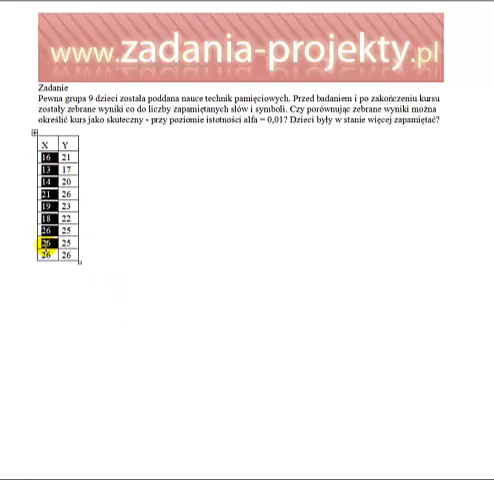 www.zadania-projekty.pl
Zadanie
Pewna grupa 9 dzieci została poddana nauce technik pamięciowych. Przed badaniem i po zakończeniu kursu
zostały zebrane wyniki co do liczby zapamiętanych słów i symboli. Czy porównując zebrane wyniki można
określić kurs jako skuteczny - przy poziomie istotności alfa = 0,01? Dzieci były w stanie więcej zapamiętać?
X Y
16 21
13 17
14 20
21 26
19 23
18 22
26 25
26 25
26 26